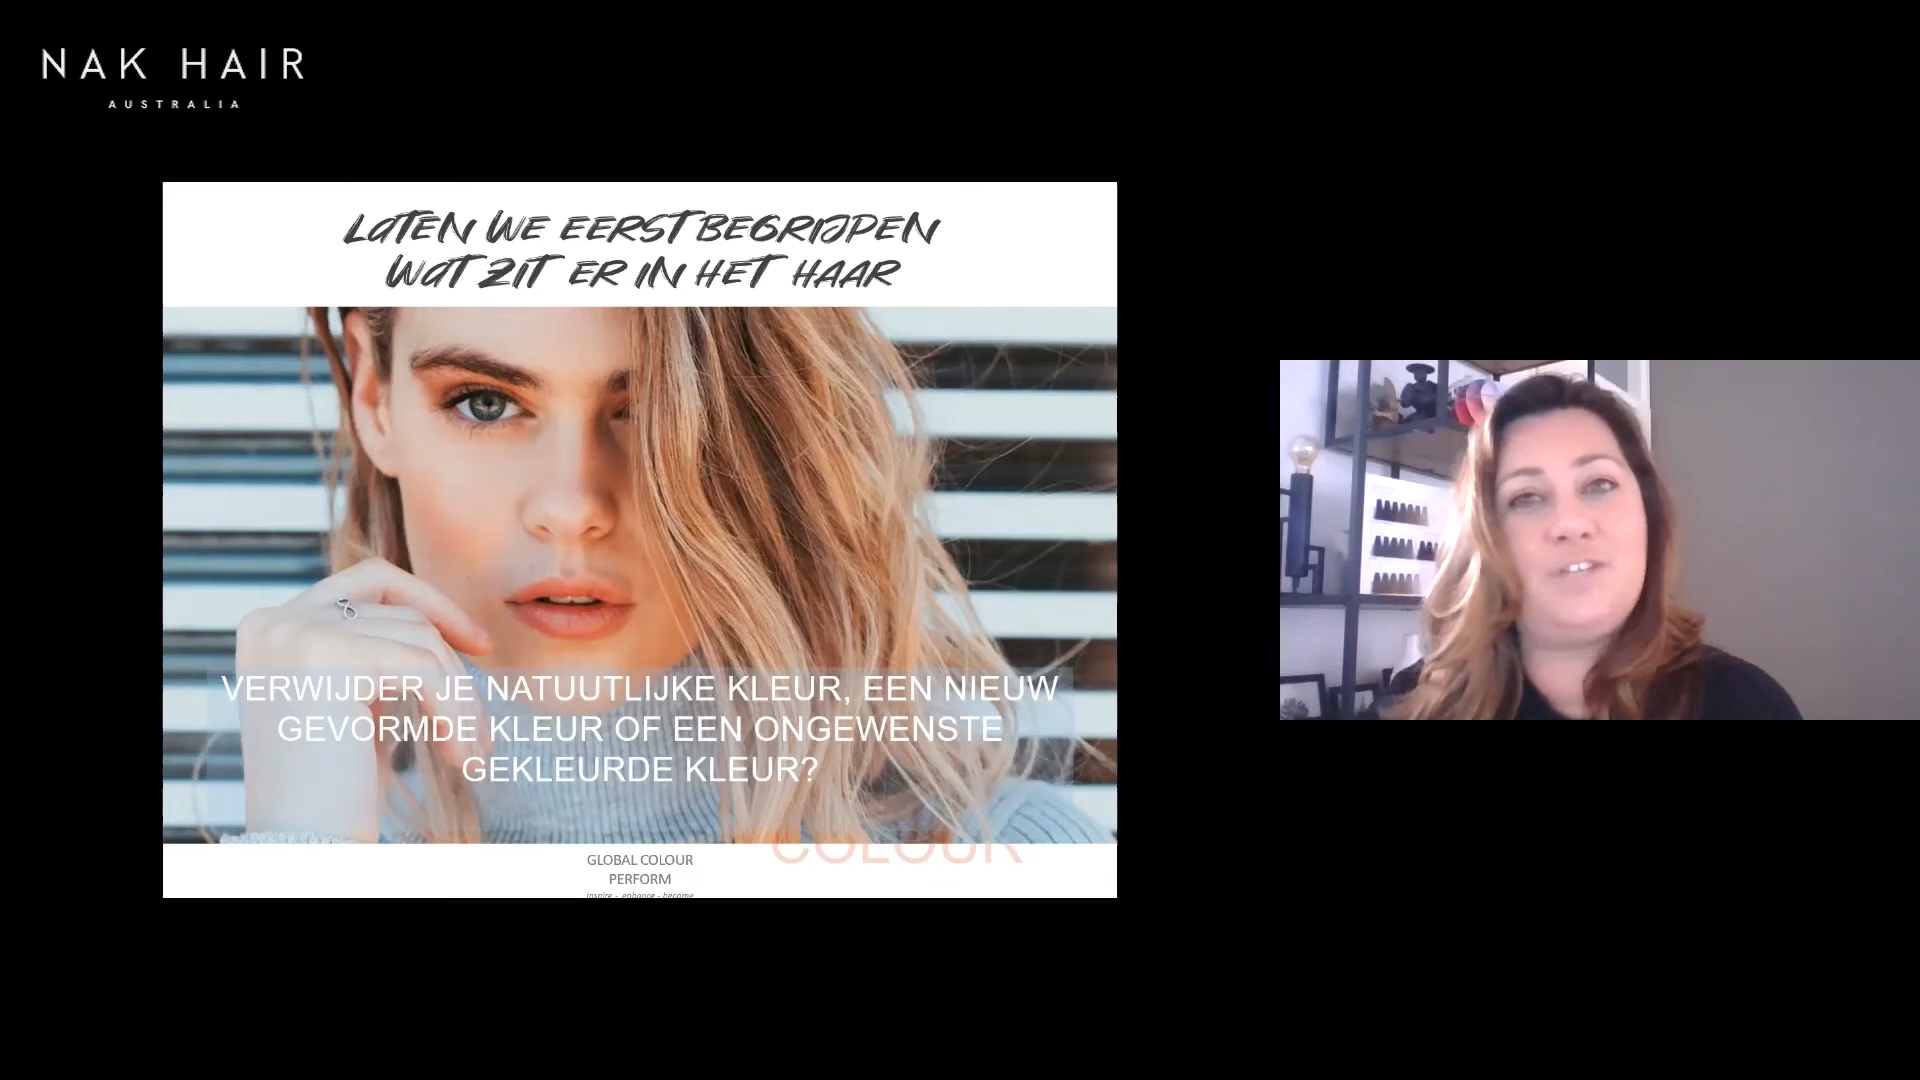 NAK HAIR
AUSTRALIA
LATEN WE EERST BEGRIJPEN
WAT ZIT ER IN HET HAAR
VERWIJDER JE NATUUTLIJKE KLEUR, EEN NIEUW
GEVORMDE KLEUR OF EEN ONGEWENSTE
GEKLEURDE KLEUR?
COLOUR
GLOBAL COLOUR
PERFORM
inspire - enhance - become